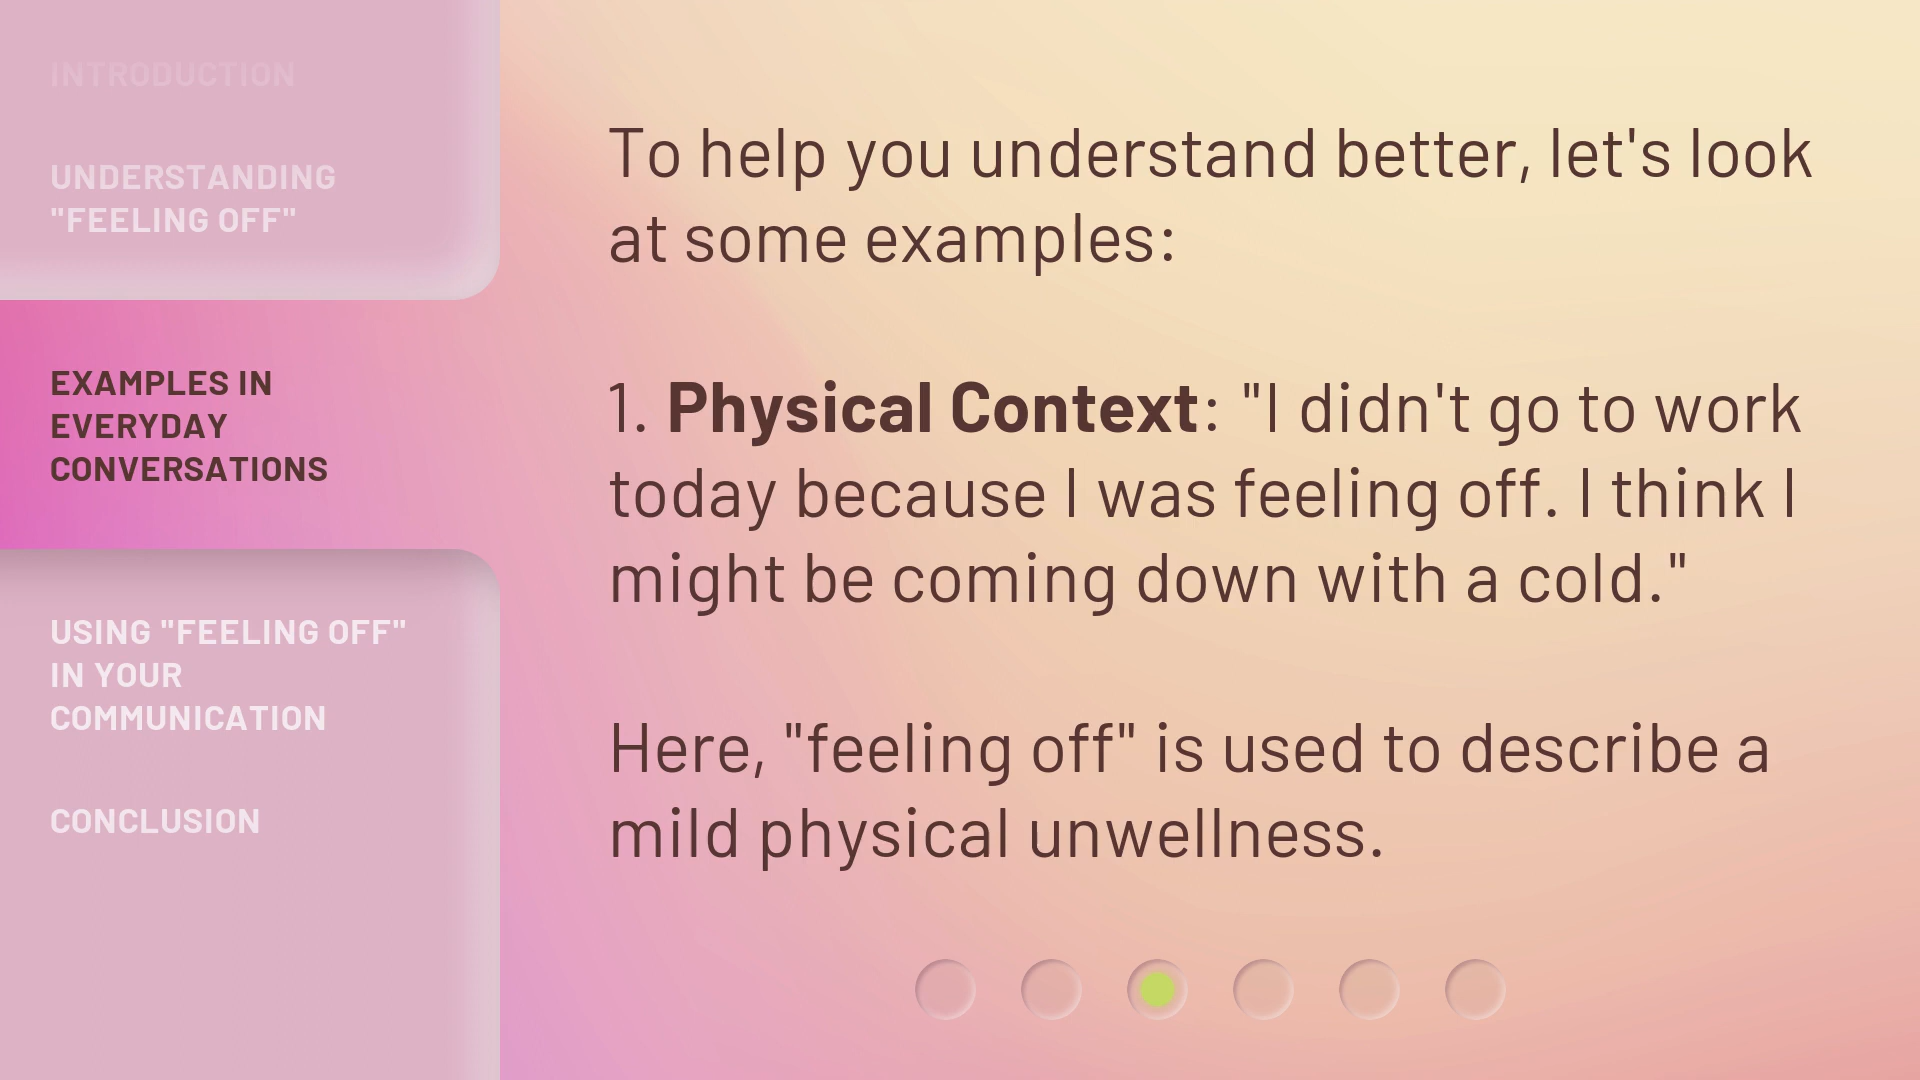 INTRODUCTION
UNDERSTANDING
"FEELING OFF"
EXAMPLES IN
EVERYDAY
CONVERSATIONS
USING "FEELING OFF"
IN YOUR
COMMUNICATION
CONCLUSION
To help you understand better, let's look
at some examples:
1. Physical Context: "I didn't go to work
today because I was feeling off. I think I
might be coming down with a cold."
Here, "feeling off" is used to describe a
mild physical unwellness.